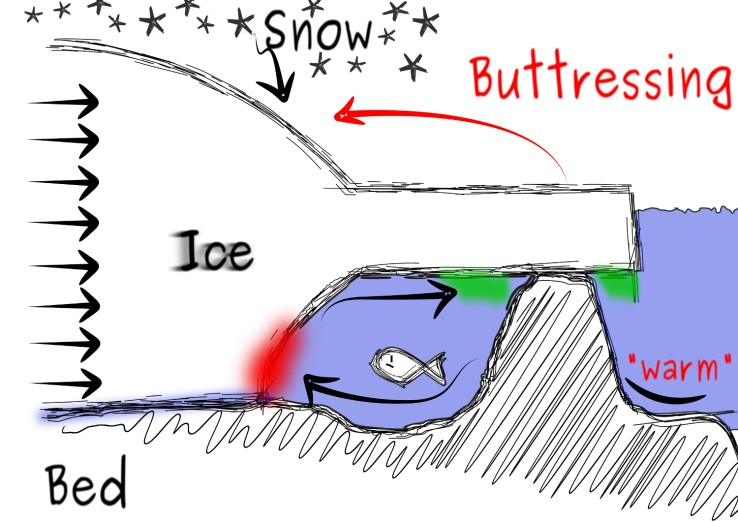 Snow
Buttressing
Ice
"warm"
Bed